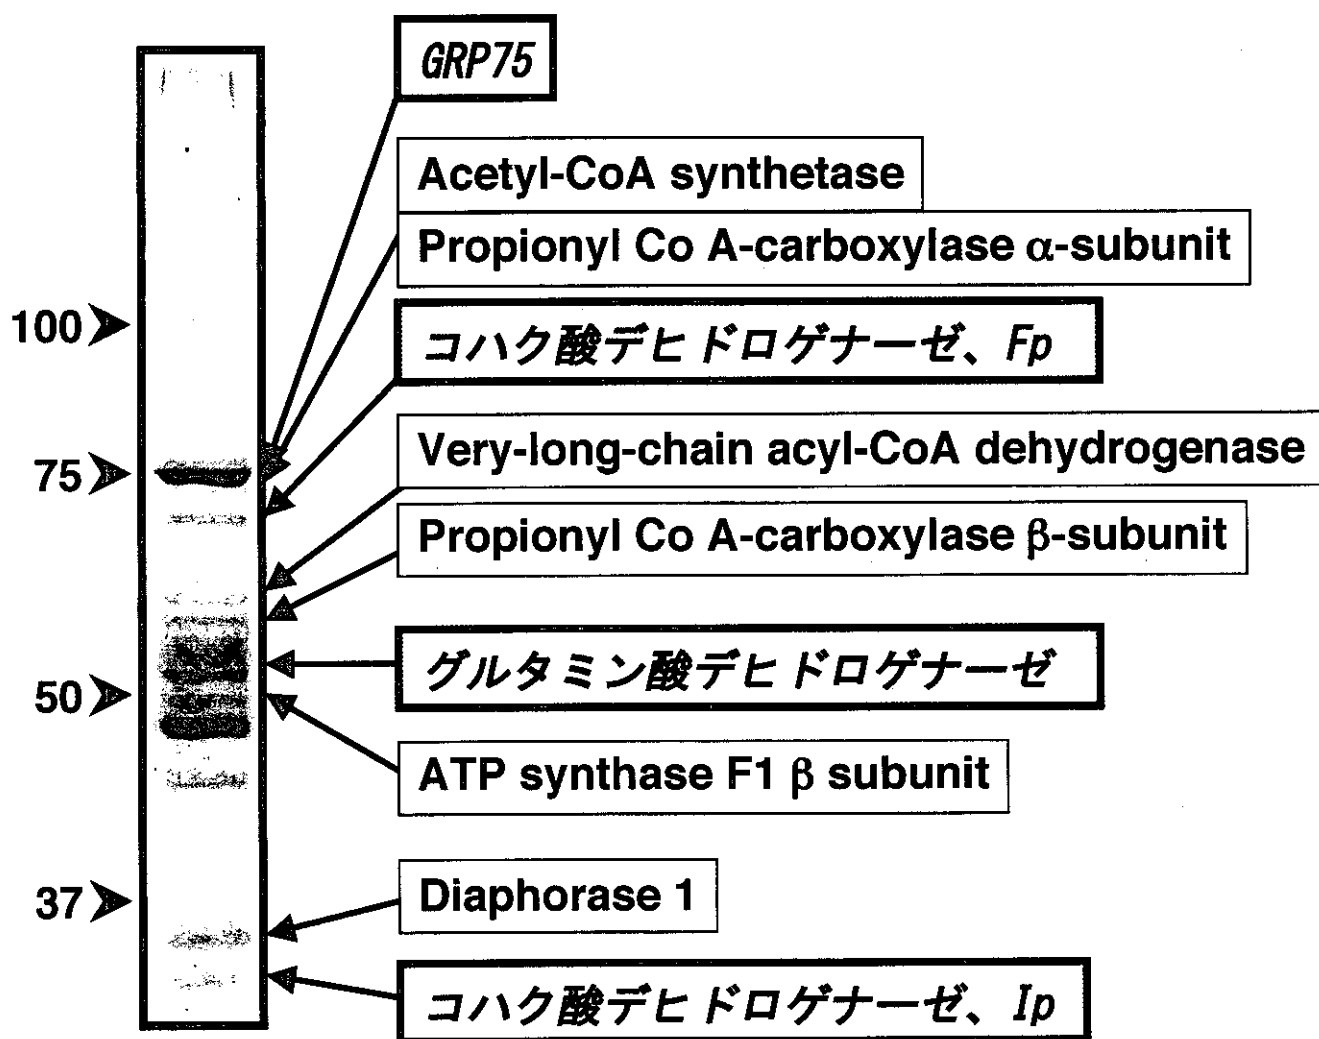 GRP75
Acetyl-CoA synthetase
Propionyl Co A-carboxylase α-subunit
100
コハク酸デヒドロゲナーゼ、Fp
Very-long-chain acyl-CoA dehydrogenase
75
Propionyl Co A-carboxylase β-subunit
グルタミン酸デヒドロゲナーゼ
50
ATP synthase F1 β subunit
Diaphorase 1
37
コハク酸デヒドロゲナーゼ、Ip